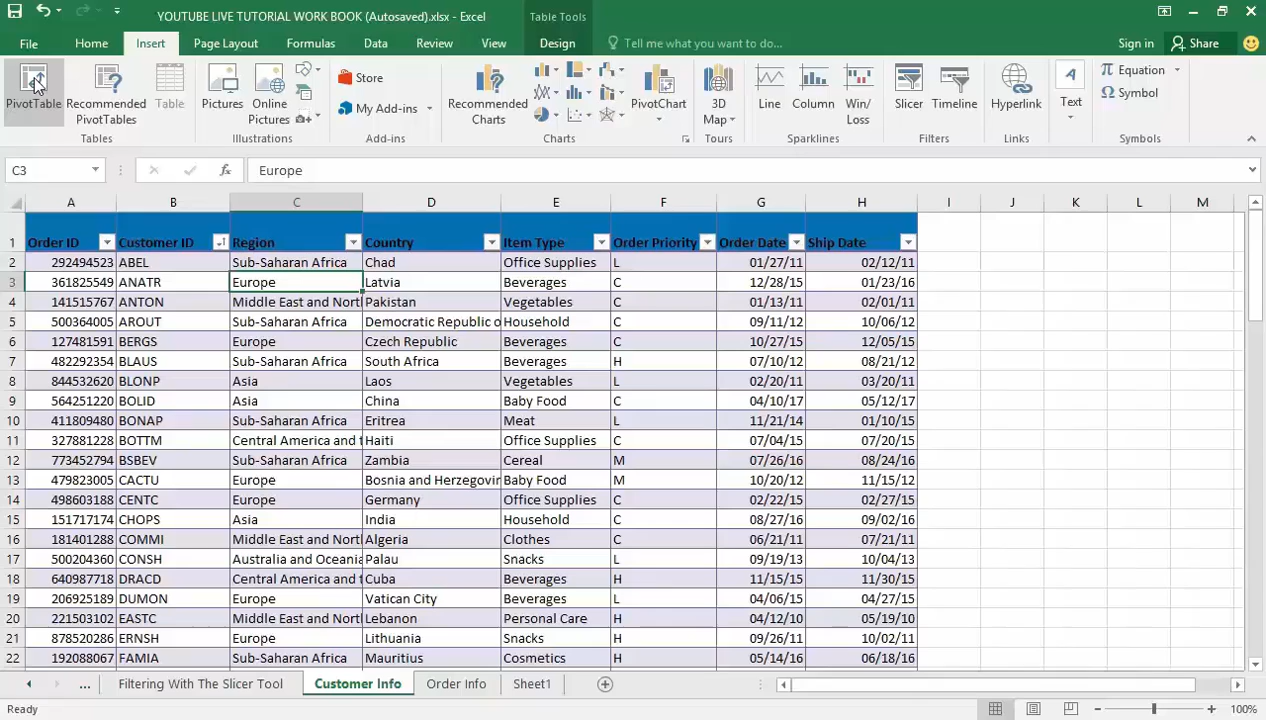 YOUTUBE LIVE TUTORIAL WORK BOOK (Autosaved).xlsx - Excel
Table Tools
File Home Insert Page Layout Formulas Data Review View Design Tell me what you want to do... Sign in Share
PivotTable
Recommended PivotTables
Table
Tables
Pictures
Online Pictures
Illustrations
Store
My Add-ins
Add-ins
Recommended Charts
Charts
PivotChart
3D Map
Tours
Line
Column
Win/Loss
Sparklines
Slicer
Timeline
Filters
Hyperlink
Links
A
Text
Equation
Symbol
Symbols
C3 fx Europe
A B C D E F G H I J K L M
1 Order ID Customer ID Region Country Item Type Order Priority Order Date Ship Date
2 292494523 ABEL Sub-Saharan Africa Chad Office Supplies L 01/27/11 02/12/11
3 361825549 ANATR Europe Latvia Beverages C 12/28/15 01/23/16
4 141515767 ANTON Middle East and Nort Pakistan Vegetables C 01/13/11 02/01/11
5 500364005 AROUT Sub-Saharan Africa Democratic Republic o Household C 09/11/12 10/06/12
6 127481591 BERGS Europe Czech Republic Beverages C 10/27/15 12/05/15
7 482292354 BLAUS Sub-Saharan Africa South Africa Beverages H 07/10/12 08/21/12
8 844532620 BLONP Asia Laos Vegetables L 02/20/11 03/20/11
9 564251220 BOLID Asia China Baby Food C 04/10/17 05/12/17
10 411809480 BONAP Sub-Saharan Africa Eritrea Meat L 11/21/14 01/10/15
11 327881228 BOTTM Central America and t Haiti Office Supplies C 07/04/15 07/20/15
12 773452794 BSBEV Sub-Saharan Africa Zambia Cereal M 07/26/16 08/24/16
13 479823005 CACTU Europe Bosnia and Herzegovin Baby Food M 10/20/12 11/15/12
14 498603188 CENTC Europe Germany Office Supplies C 02/22/15 02/27/15
15 151717174 CHOPS Asia India Household C 08/27/16 09/02/16
16 181401288 COMMI Middle East and Nort Algeria Clothes C 06/21/11 07/21/11
17 500204360 CONSH Australia and Oceania Palau Snacks L 09/19/13 10/04/13
18 640987718 DRACD Central America and t Cuba Beverages H 11/15/15 11/30/15
19 206925189 DUMON Europe Vatican City Beverages L 04/06/15 04/27/15
20 221503102 EASTC Middle East and Nort Lebanon Personal Care H 04/12/10 05/19/10
21 878520286 ERNSH Europe Lithuania Snacks H 09/26/11 10/02/11
22 192088067 FAMIA Sub-Saharan Africa Mauritius Cosmetics H 05/14/16 06/18/16
... Filtering With The Slicer Tool Customer Info Order Info Sheet1
Ready 100%